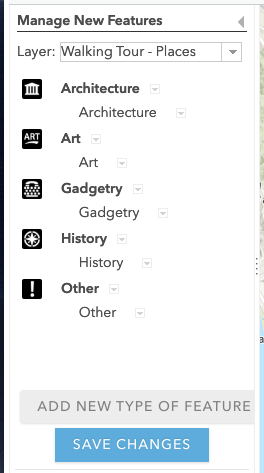 Manage New Features
Layer: Walking Tour - Places
Architecture
Architecture
ART Art
Art
Gadgetry
Gadgetry
History
History
Other
Other
ADD NEW TYPE OF FEATURE
SAVE CHANGES